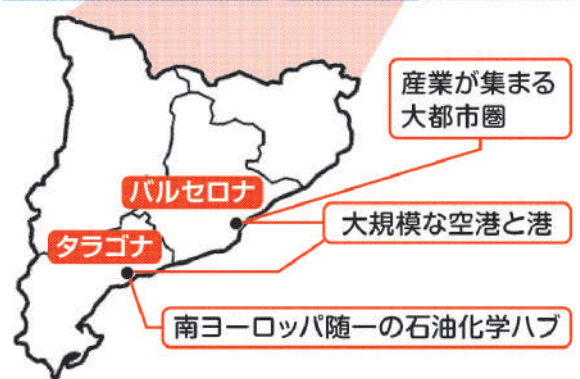 産業が集まる
大都市圏
バルセロナ
大規模な空港と港
タラゴナ
南ヨーロッパ随一の石油化学ハブ